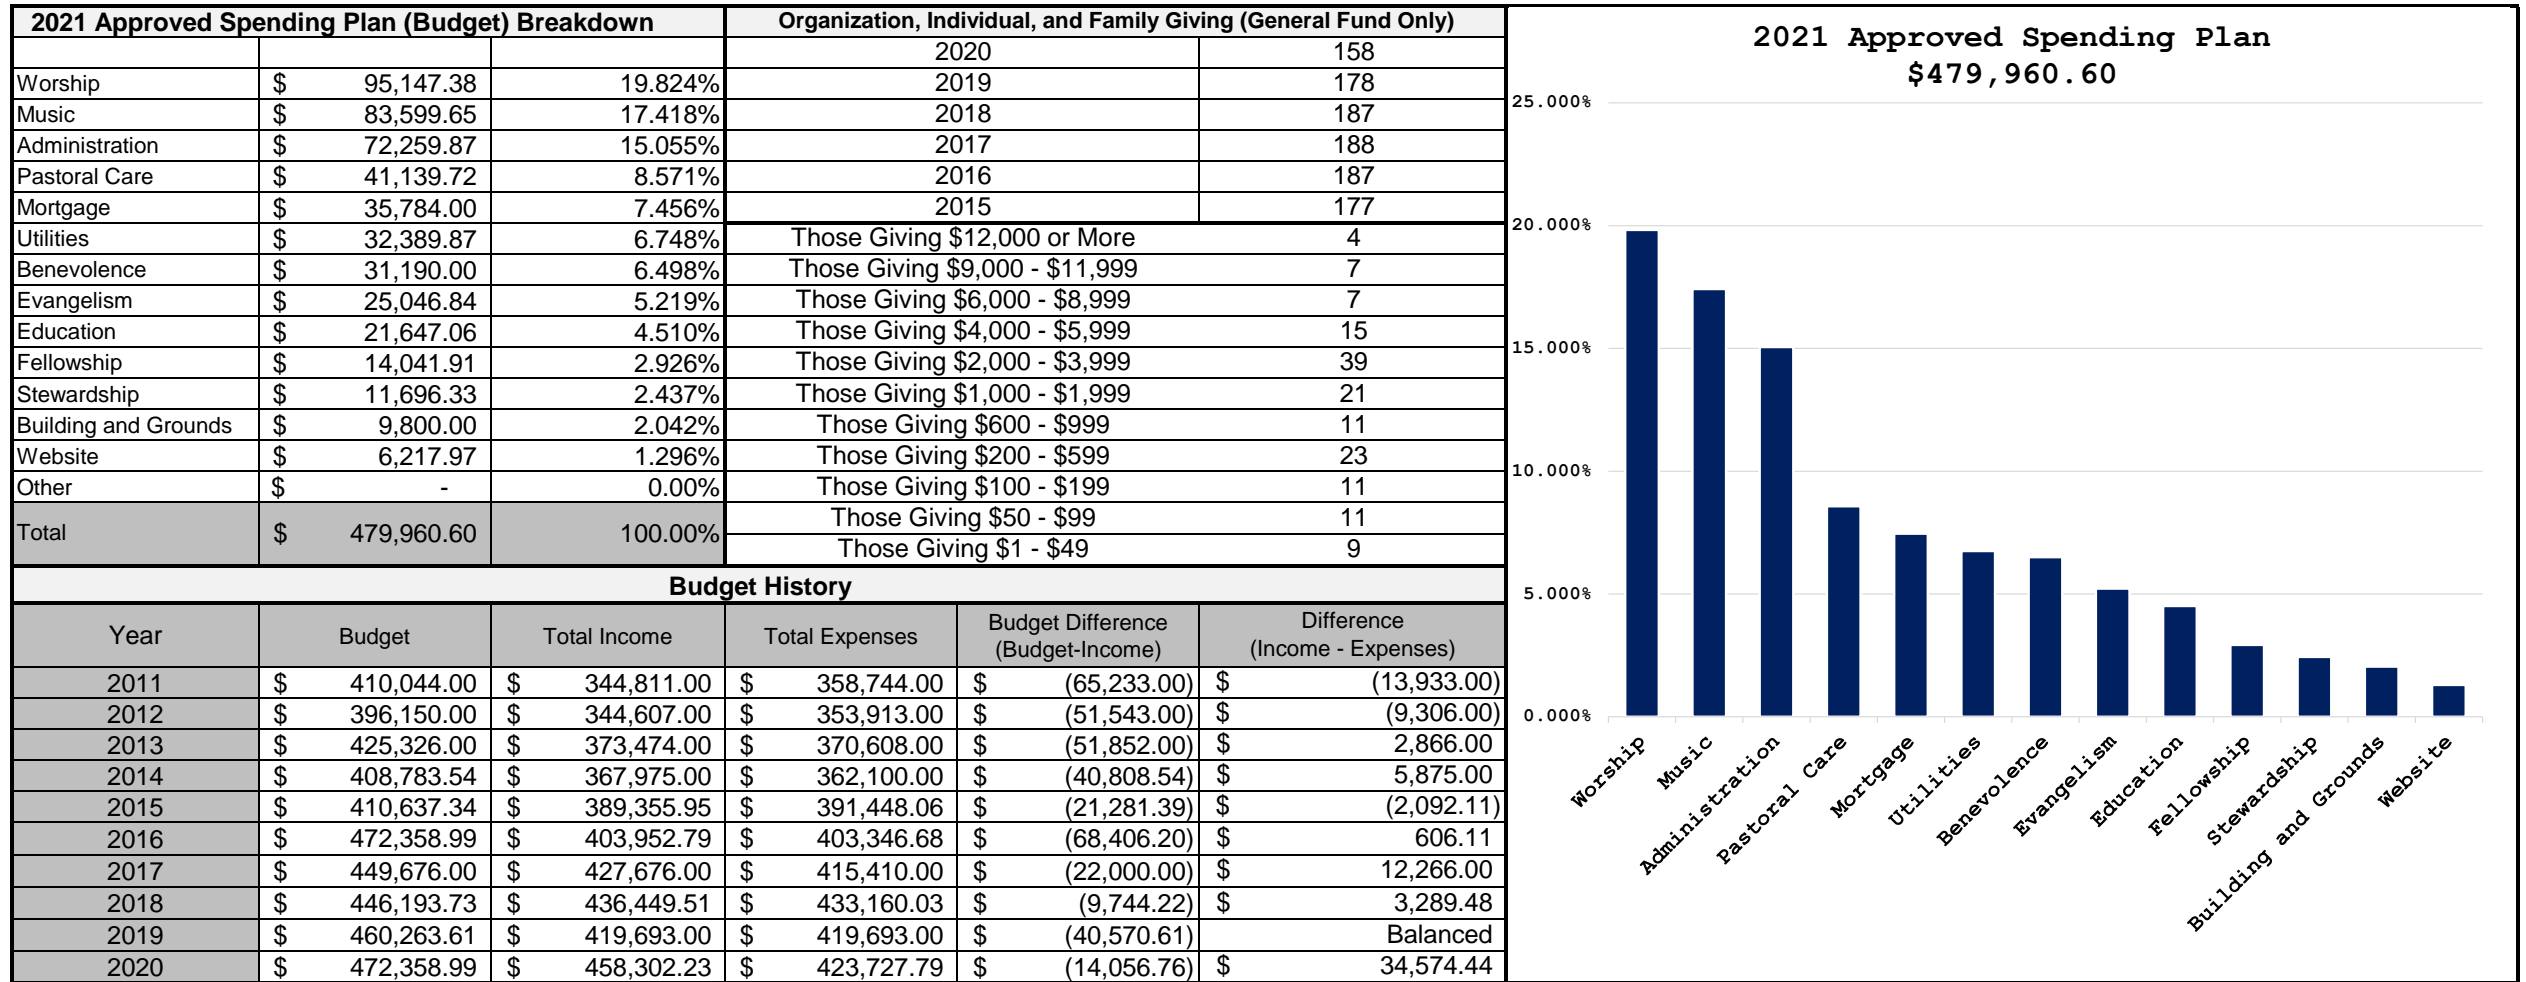 2021 Approved Spending Plan (Budget) Breakdown
Worship $ 95,147.38 19.824%
Music $ 83,599.65 17.418%
Administration $ 72,259.87 15.055%
Pastoral Care $ 41,139.72 8.571%
Mortgage $ 35,784.00 7.456%
Utilities $ 32,389.87 6.748%
Benevolence $ 31,190.00 6.498%
Evangelism $ 25,046.84 5.219%
Education $ 21,647.06 4.510%
Fellowship $ 14,041.91 2.926%
Stewardship $ 11,696.33 2.437%
Building and Grounds $ 9,800.00 2.042%
Website $ 6,217.97 1.296%
Other $ - 0.00%
Total $ 479,960.60 100.00%
Organization, Individual, and Family Giving (General Fund Only)
2020 158
2019 178
2018 187
2017 188
2016 187
2015 177
Those Giving $12,000 or More 4
Those Giving $9,000 - $11,999 7
Those Giving $6,000 - $8,999 7
Those Giving $4,000 - $5,999 15
Those Giving $2,000 - $3,999 39
Those Giving $1,000 - $1,999 21
Those Giving $600 - $999 11
Those Giving $200 - $599 23
Those Giving $100 - $199 11
Those Giving $50 - $99 11
Those Giving $1 - $49 9
Budget History
Year Budget Total Income Total Expenses Budget Difference (Budget-Income) Difference (Income - Expenses)
2011 $ 410,044.00 $ 344,811.00 $ 358,744.00 $ (65,233.00) $ (13,933.00)
2012 $ 396,150.00 $ 344,607.00 $ 353,913.00 $ (51,543.00) $ (9,306.00)
2013 $ 425,326.00 $ 373,474.00 $ 370,608.00 $ (51,852.00) $ 2,866.00
2014 $ 408,783.54 $ 367,975.00 $ 362,100.00 $ (40,808.54) $ 5,875.00
2015 $ 410,637.34 $ 389,355.95 $ 391,448.06 $ (21,281.39) $ (2,092.11)
2016 $ 472,358.99 $ 403,952.79 $ 403,346.68 $ (68,406.20) $ 606.11
2017 $ 449,676.00 $ 427,676.00 $ 415,410.00 $ (22,000.00) $ 12,266.00
2018 $ 446,193.73 $ 436,449.51 $ 433,160.03 $ (9,744.22) $ 3,289.48
2019 $ 460,263.61 $ 419,693.00 $ 419,693.00 $ (40,570.61) Balanced
2020 $ 472,358.99 $ 458,302.23 $ 423,727.79 $ (14,056.76) $ 34,574.44
2021 Approved Spending Plan
$479,960.60
25.000%
20.000%
15.000%
10.000%
5.000%
0.000%
Worship
Music
Administration
Pastoral Care
Mortgage
Utilities
Benevolence
Evangelism
Education
Fellowship
Stewardship
Building and Grounds
Website